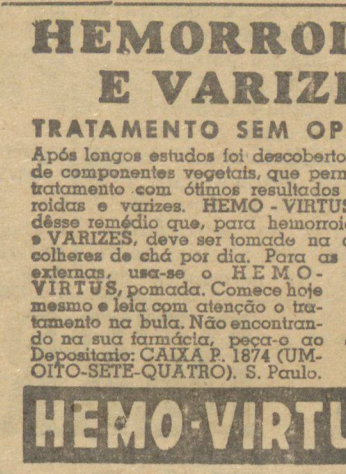 HEMORROI
E VARIZE
TRATAMENTO SEM OP
Após longos estudos foi descoberto
de componentes vegetais, que perm
tratamento com ótimos resultados
roidas e varizes. HEMO - VIRTUS
dêsse remédio que, para hemorroid
e VARIZES, deve ser tomado na d
colheres de chá por dia. Para as
externas, usa-se o HEMO-
VIRTUS, pomada. Comece hoje
mesmo e leia com atenção o tra-
tamento na bula. Não encontran-
do na sua farmácia, peça-o ao
Depositario: CAIXA P. 1874 (UM-
OITO-SETE-QUATRO). S. Paulo.
HEMO-VIRTU